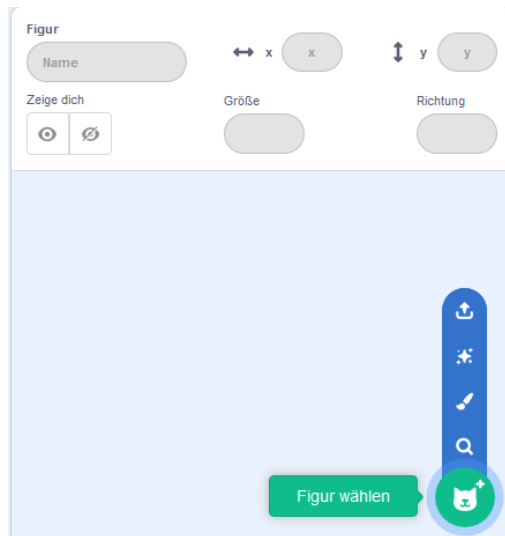 Figur
Name
x
x
y
y
Zeige dich
Größe
Richtung
Figur wählen